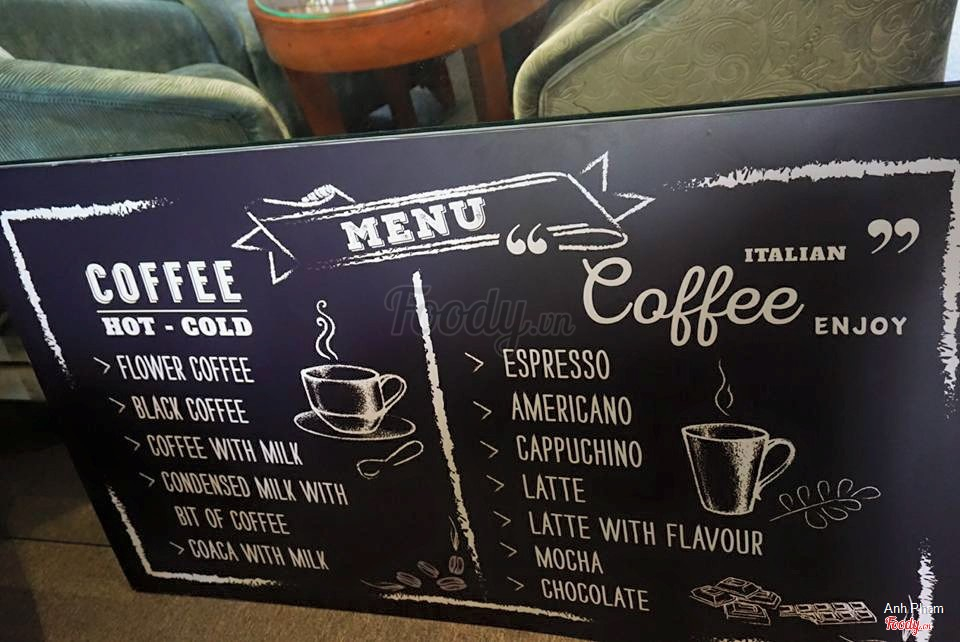 MENU
COFFEE
HOT - COLD
> FLOWER COFFEE
> BLACK COFFEE
> COFFEE WITH MILK
> CONDENSED MILK WITH
BIT OF COFFEE
> COACA WITH MILK
“ Coffee ITALIAN ”
ENJOY
> ESPRESSO
> AMERICANO
> CAPPUCHINO
> LATTE
> LATTE WITH FLAVOUR
> MOCHA
> CHOCOLATE
Foody.vn
Anh Pham
Foody.vn